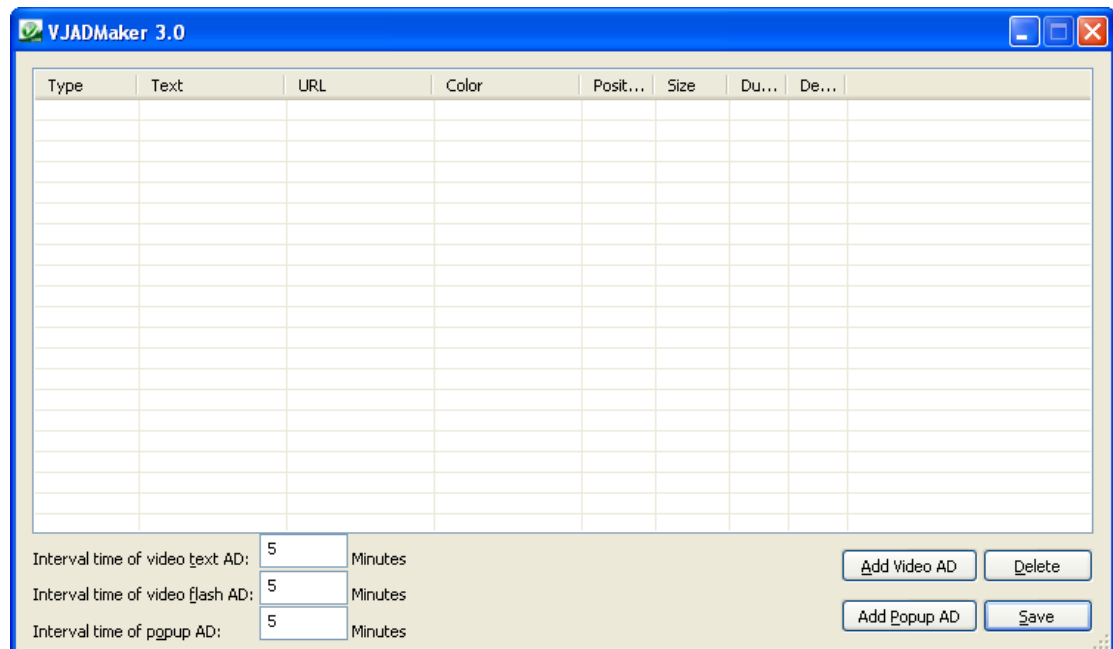 VJADMaker 3.0
Type Text URL Color Posit... Size Du... De...
Interval time of video text AD: 5 Minutes
Interval time of video flash AD: 5 Minutes
Interval time of popup AD: 5 Minutes
Add Video AD Delete
Add Popup AD Save